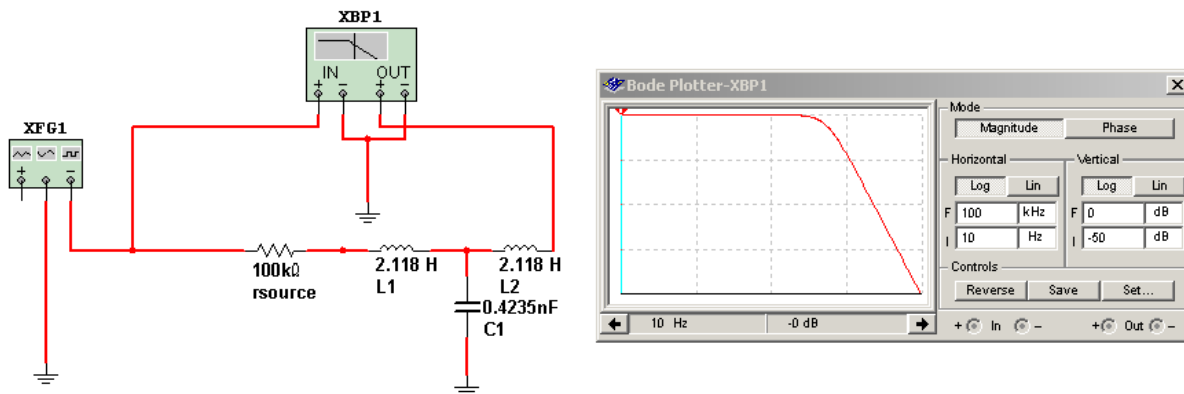 XBP1
IN OUT
+ − + −
XFG1
+ −
100kΩ
rsource
2.118 H
L1
2.118 H
L2
0.4235nF
C1
Bode Plotter-XBP1
Mode
Magnitude Phase
Horizontal Vertical
Log Lin Log Lin
F 100 kHz F 0 dB
I 10 Hz I -50 dB
Controls
Reverse Save Set...
10 Hz -0 dB
+ In − + Out −